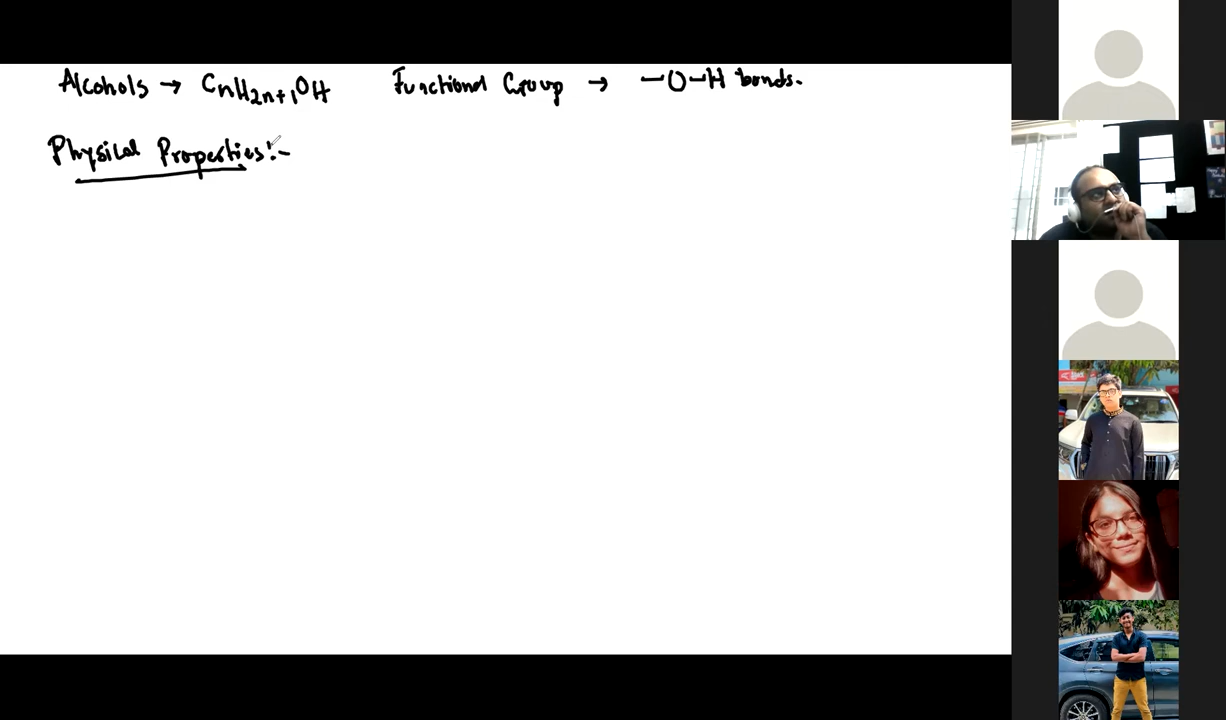 Alcohols → CnH2n+1OH Functional Group → —O—H bonds.
Physical Properties:-